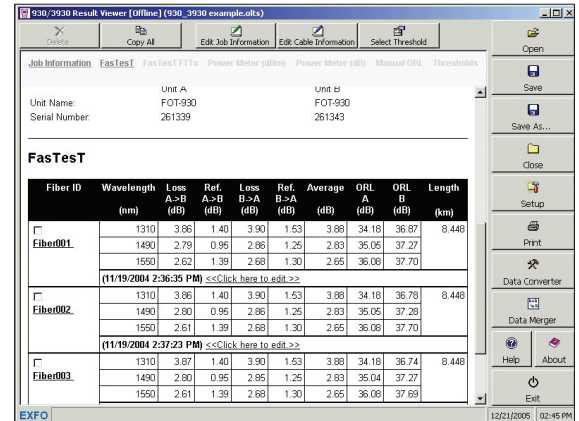 930/3930 Result Viewer [Offline] (930_3930 example.olts)
Delete Copy All Edit Job Information Edit Cable Information Select Threshold
Job Information FasTesT FasTesT FTTx Power Meter (dBm) Power Meter (dB) Manual ORL Thresholds
Unit A Unit B
Unit Name: FOT-930 FOT-930
Serial Number: 261339 261343
FasTesT
Fiber ID Wavelength Loss Ref. Loss Ref. Average ORL ORL Length
A->B A->B B->A B->A A B
(nm) (dB) (dB) (dB) (dB) (dB) (dB) (dB) (km)
1310 3.86 1.40 3.90 1.53 3.88 34.18 36.87 8.448
Fiber001 1490 2.79 0.95 2.86 1.25 2.83 35.05 37.27
1550 2.62 1.39 2.68 1.30 2.65 36.08 37.70
(11/19/2004 2:36:35 PM) <<Click here to edit.>>
1310 3.86 1.40 3.90 1.53 3.88 34.18 36.78 8.448
Fiber002 1490 2.80 0.95 2.86 1.25 2.83 35.05 37.28
1550 2.61 1.39 2.68 1.30 2.65 36.08 37.70
(11/19/2004 2:37:23 PM) <<Click here to edit.>>
1310 3.87 1.40 3.90 1.53 3.88 34.18 36.74 8.448
Fiber003 1490 2.80 0.95 2.85 1.25 2.83 35.04 37.27
1550 2.61 1.39 2.68 1.30 2.65 36.08 37.69
Open
Save
Save As...
Close
Setup
Print
Data Converter
Data Merger
Help About
Exit
EXFO 12/21/2005 02:45 PM